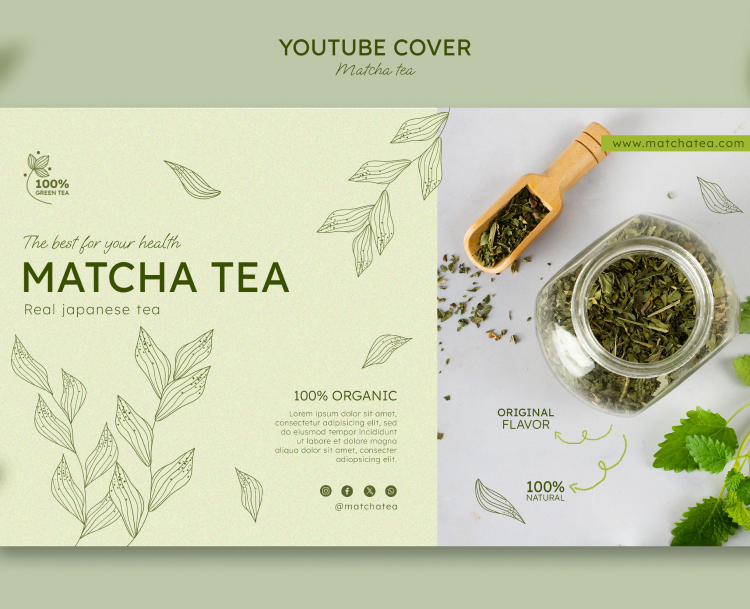 YOUTUBE COVER
Matcha tea
www.matchatea.com
100%
GREEN TEA
The best for your health
MATCHA TEA
Real japanese tea
100% ORGANIC
Lorem ipsum dolor sit amet,
consectetur adipisicing elit, sed
do eiusmod tempor incididunt
ut labore et dolore magno
aliqua dolor sit amet, consecter
adiopiscing elit.
@matchatea
ORIGINAL
FLAVOR
100%
NATURAL